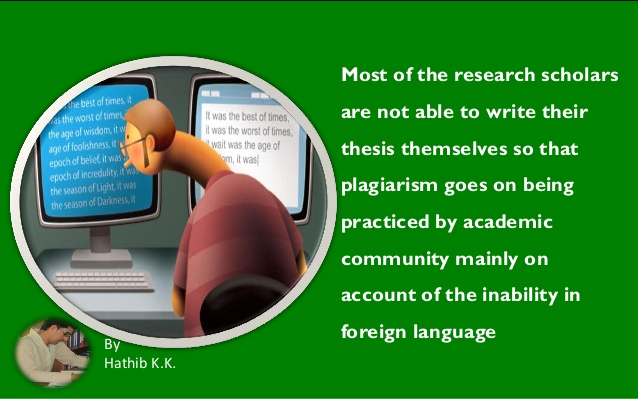 the best of times, it
as the worst of times,
the age of wisdom, it
age of foolishness, it
epoch of belief, it was
epoch of incredulity, it
the season of Light, it was
the season of Darkness, it
It was the best of times,
it was the worst of times,
it wait was the age of
om, it was
Most of the research scholars
are not able to write their
thesis themselves so that
plagiarism goes on being
practiced by academic
community mainly on
account of the inability in
foreign language
By
Hathib K.K.